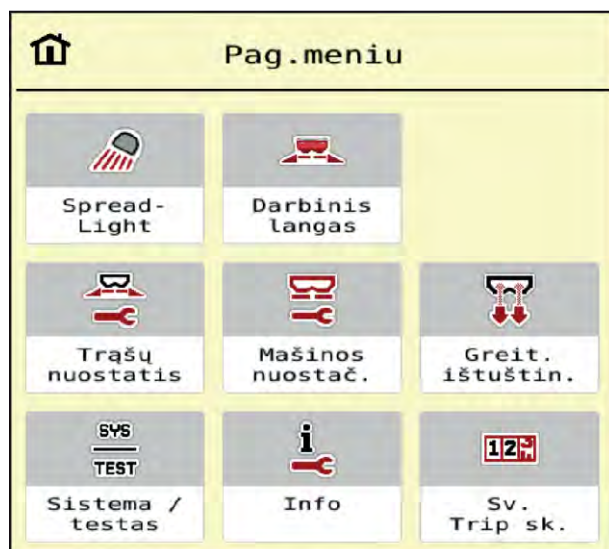 Pag.meniu
Spread-
Light
Darbinis
langas
Trąšų
nuostatis
Mašinos
nuostač.
Greit.
ištuštin.
SYS
TEST
Sistema /
testas
i
Info
123
Sv.
Trip sk.